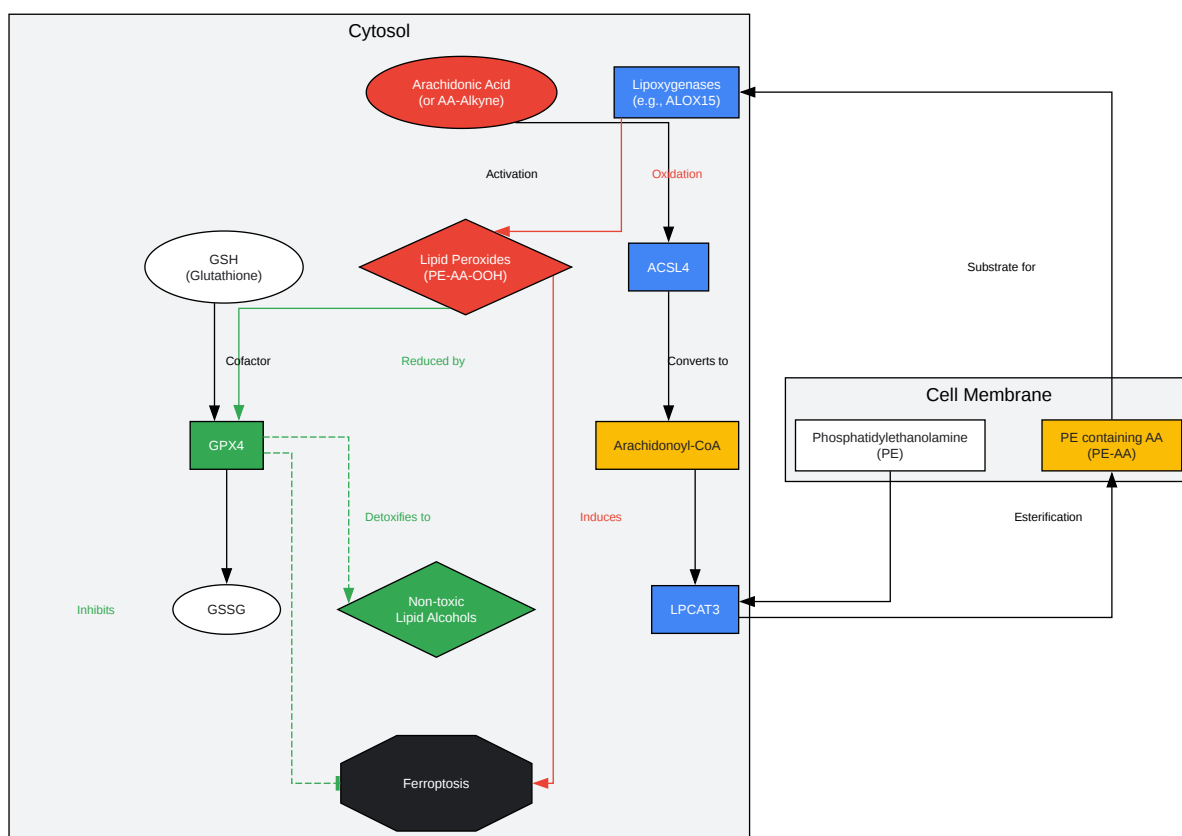 Cytosol
Arachidonic Acid
(or AA-Alkyne)
Lipoxygenases
(e.g., ALOX15)
Activation
Oxidation
GSH
(Glutathione)
Lipid Peroxides
(PE-AA-OOH)
ACSL4
Substrate for
Cofactor
Reduced by
Converts to
Cell Membrane
GPX4
Arachidonoyl-CoA
Phosphatidylethanolamine
(PE)
PE containing AA
(PE-AA)
Detoxifies to
Induces
Esterification
Inhibits
GSSG
Non-toxic
Lipid Alcohols
LPCAT3
Ferroptosis